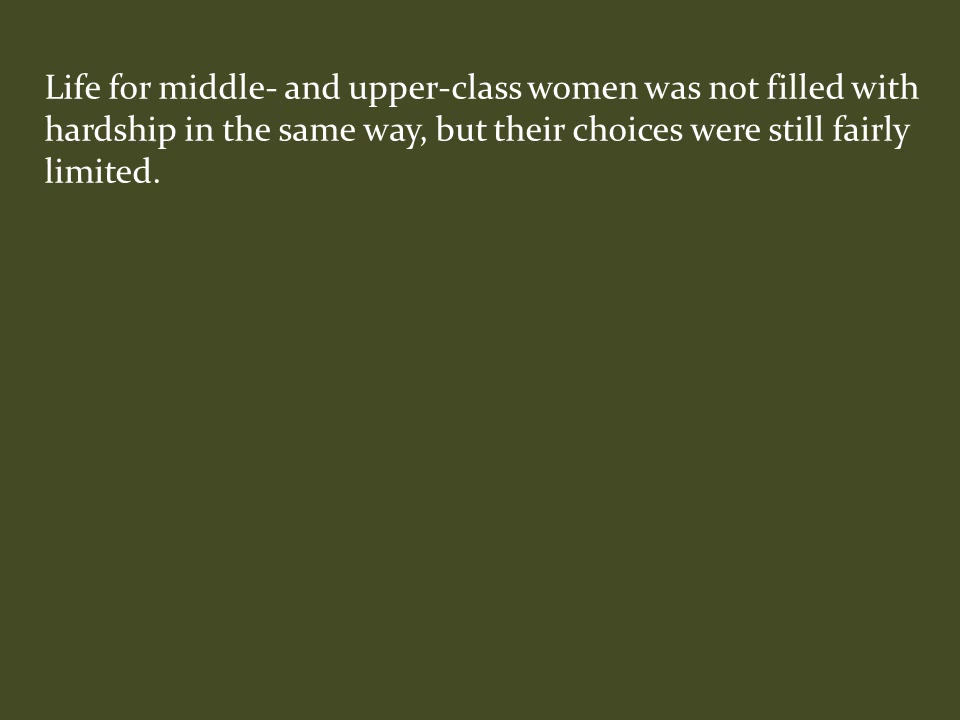 Life for middle- and upper-class women was not filled with
hardship in the same way, but their choices were still fairly
limited.